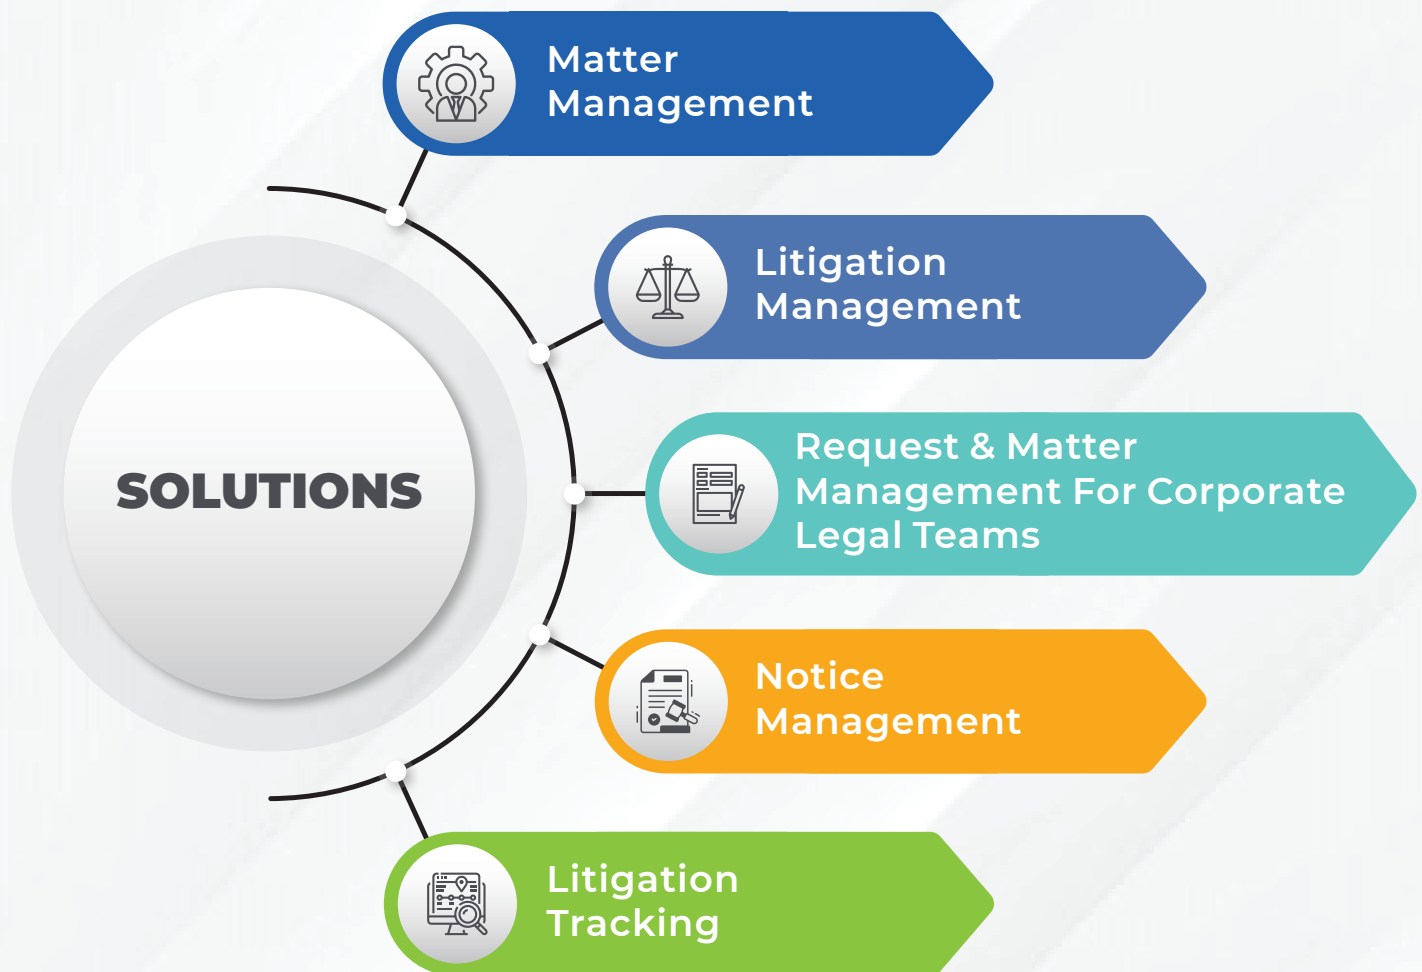 Matter
Management
Litigation
Management
SOLUTIONS
Request & Matter
Management For Corporate
Legal Teams
Notice
Management
Litigation
Tracking